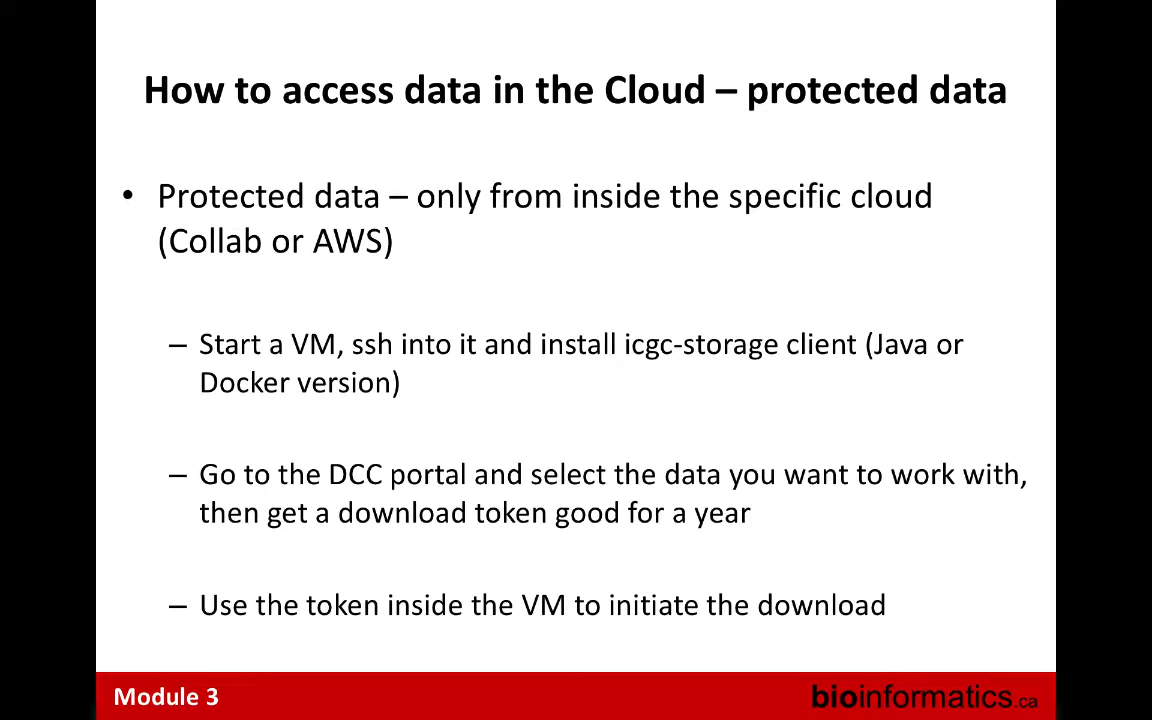 How to access data in the Cloud – protected data
• Protected data – only from inside the specific cloud
(Collab or AWS)
– Start a VM, ssh into it and install icgc-storage client (Java or
Docker version)
– Go to the DCC portal and select the data you want to work with,
then get a download token good for a year
– Use the token inside the VM to initiate the download
Module 3
bioinformatics.ca